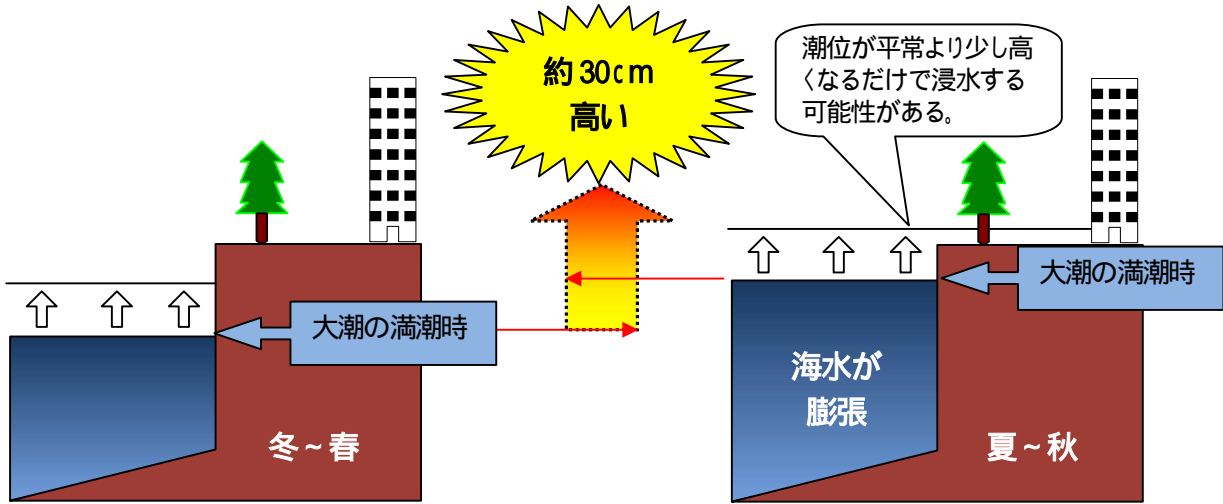 約30cm
高い
潮位が平常より少し高
くなるだけで浸水する
可能性がある。
大潮の満潮時
大潮の満潮時
海水が
膨張
冬~春
夏~秋